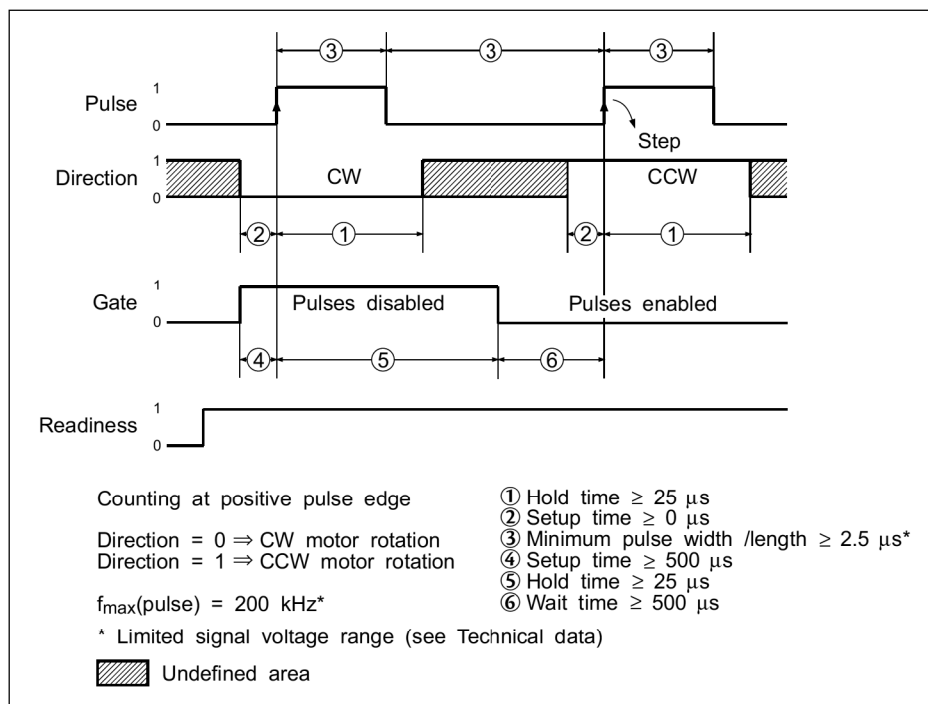 ③ ③ ③
Pulse 1
0
Step
Direction 1
0
CW CCW
② ① ② ①
Gate 1
0
Pulses disabled Pulses enabled
④ ⑤ ⑥
Readiness 1
0
Counting at positive pulse edge
Direction = 0 ⇒ CW motor rotation
Direction = 1 ⇒ CCW motor rotation
fmax(pulse) = 200 kHz*
① Hold time ≥ 25 µs
② Setup time ≥ 0 µs
③ Minimum pulse width /length ≥ 2.5 µs*
④ Setup time ≥ 500 µs
⑤ Hold time ≥ 25 µs
⑥ Wait time ≥ 500 µs
* Limited signal voltage range (see Technical data)
Undefined area